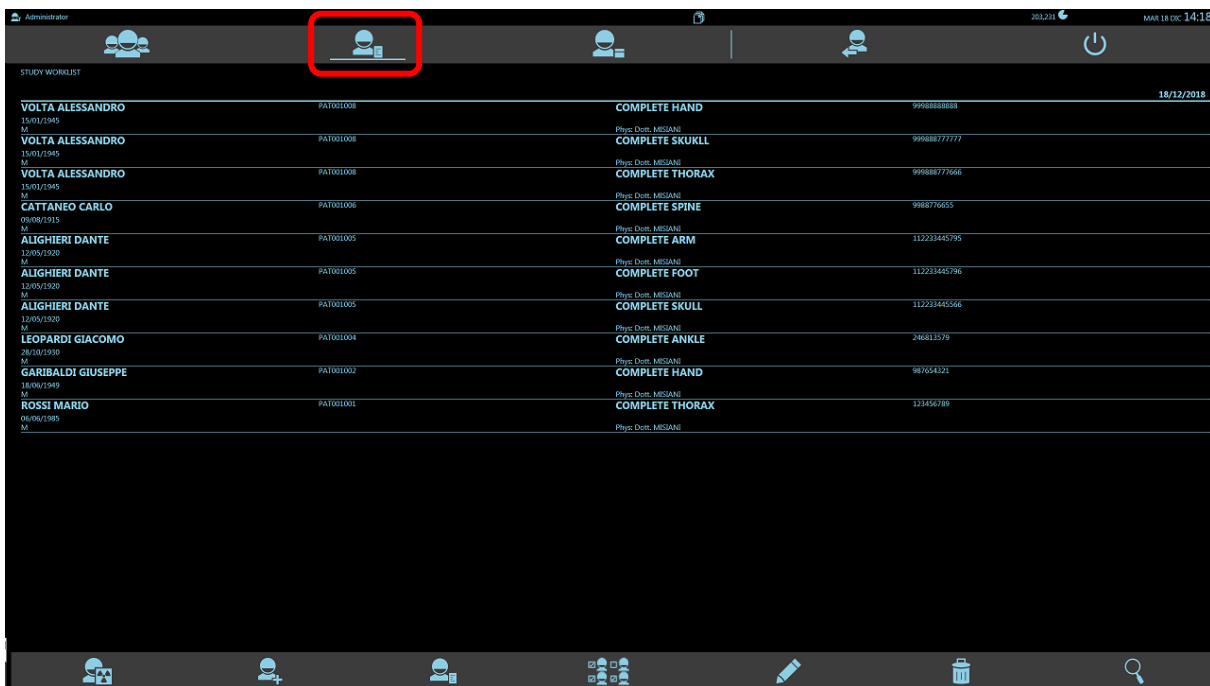 Administrator 203,231 MAR 18 DIC 14:18
STUDY WORKLIST
18/12/2018
VOLTA ALESSANDRO PAT001008 COMPLETE HAND 99988888888
15/01/1945
M Phys: Dott. MISIANI
VOLTA ALESSANDRO PAT001008 COMPLETE SKUKLL 999888777777
15/01/1945
M Phys: Dott. MISIANI
VOLTA ALESSANDRO PAT001008 COMPLETE THORAX 999888777666
15/01/1945
M Phys: Dott. MISIANI
CATTANEO CARLO PAT001006 COMPLETE SPINE 9988776655
09/08/1915
M Phys: Dott. MISIANI
ALIGHIERI DANTE PAT001005 COMPLETE ARM 112233445795
12/05/1920
M Phys: Dott. MISIANI
ALIGHIERI DANTE PAT001005 COMPLETE FOOT 112233445796
12/05/1920
M Phys: Dott. MISIANI
ALIGHIERI DANTE PAT001005 COMPLETE SKULL 112233445566
12/05/1920
M Phys: Dott. MISIANI
LEOPARDI GIACOMO PAT001004 COMPLETE ANKLE 246813579
28/10/1930
M Phys: Dott. MISIANI
GARIBALDI GIUSEPPE PAT001002 COMPLETE HAND 987654321
18/06/1949
M Phys: Dott. MISIANI
ROSSI MARIO PAT001001 COMPLETE THORAX 123456789
06/06/1985
M Phys: Dott. MISIANI